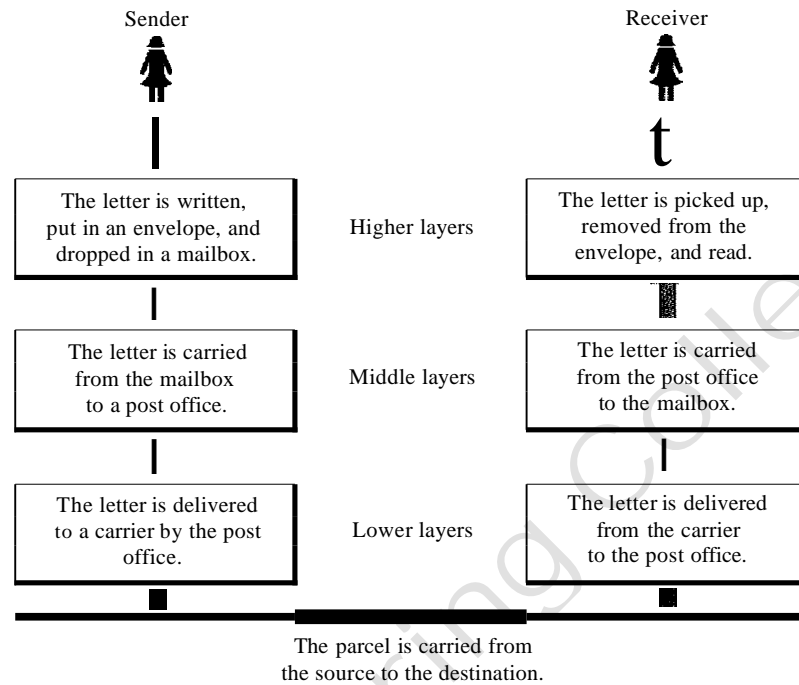 Sender
Receiver
t
The letter is written,
put in an envelope, and
dropped in a mailbox.
Higher layers
The letter is picked up,
removed from the
envelope, and read.
The letter is carried
from the mailbox
to a post office.
Middle layers
The letter is carried
from the post office
to the mailbox.
The letter is delivered
to a carrier by the post
office.
Lower layers
The letter is delivered
from the carrier
to the post office.
The parcel is carried from
the source to the destination.
ring Colle